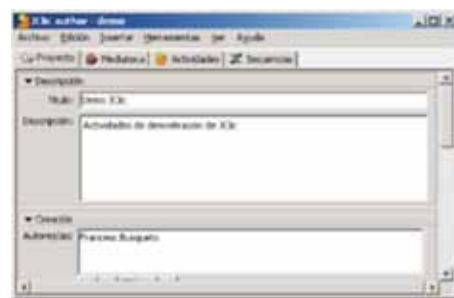 JClic author - demo
Archivo Edición Insertar Herramientas Ver Ayuda
Proyecto Mediateca Actividades Secuencias
Descripción
Título: Demo JClic
Descripción: Actividades de demostración de JClic
Creación
Autores/as: Francesc Busquets